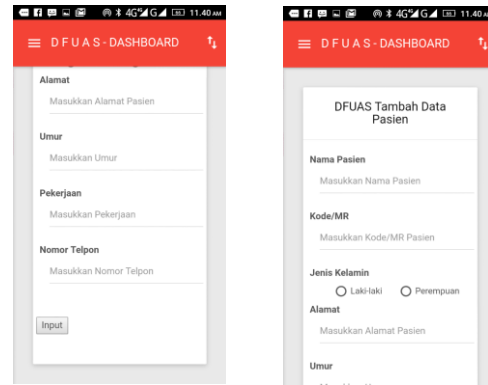 4G G 11.40 AM
D F U A S - DASHBOARD
Alamat
Masukkan Alamat Pasien
Umur
Masukkan Umur
Pekerjaan
Masukkan Pekerjaan
Nomor Telpon
Masukkan Nomor Telpon
Input
4G G 11.40
D F U A S - DASHBOARD
DFUAS Tambah Data
Pasien
Nama Pasien
Masukkan Nama Pasien
Kode/MR
Masukkan Kode/MR Pasien
Jenis Kelamin
Laki-laki Perempuan
Alamat
Masukkan Alamat Pasien
Umur